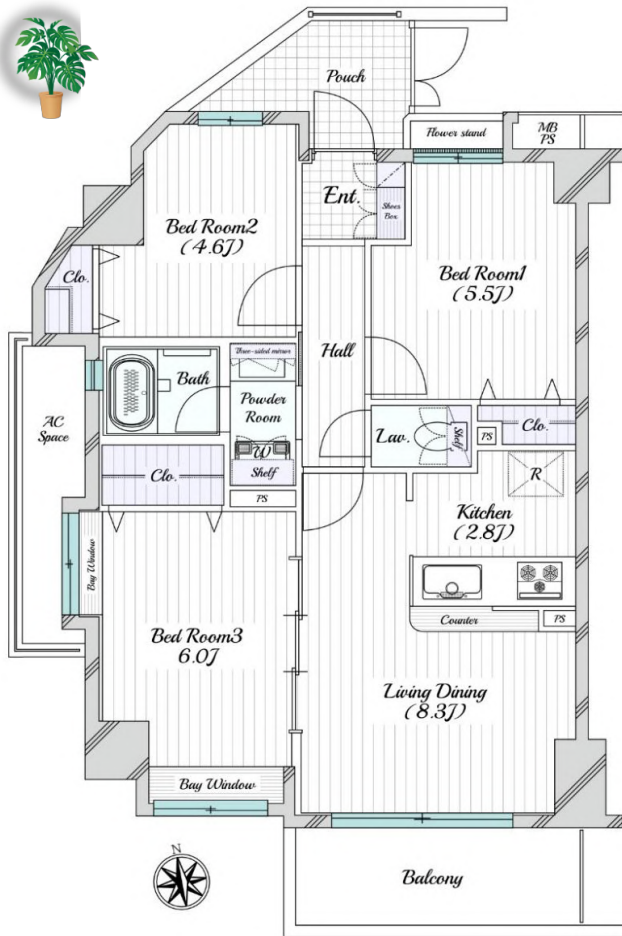 Pouch
Flower stand
MB
PS
Ent.
Shoes
Box
Bed Room2
(4.6J)
Bed Room1
(5.5J)
Clo.
Hall
Three-sided mirror
Bath
Powder
Room
AC
Space
Lav.
Shelf
PS
Clo.
W
Shelf
Clo.
PS
R
Kitchen
(2.8J)
Bay Window
Counter
PS
Bed Room3
6.0J
Living Dining
(8.3J)
Bay Window
N
Balcony